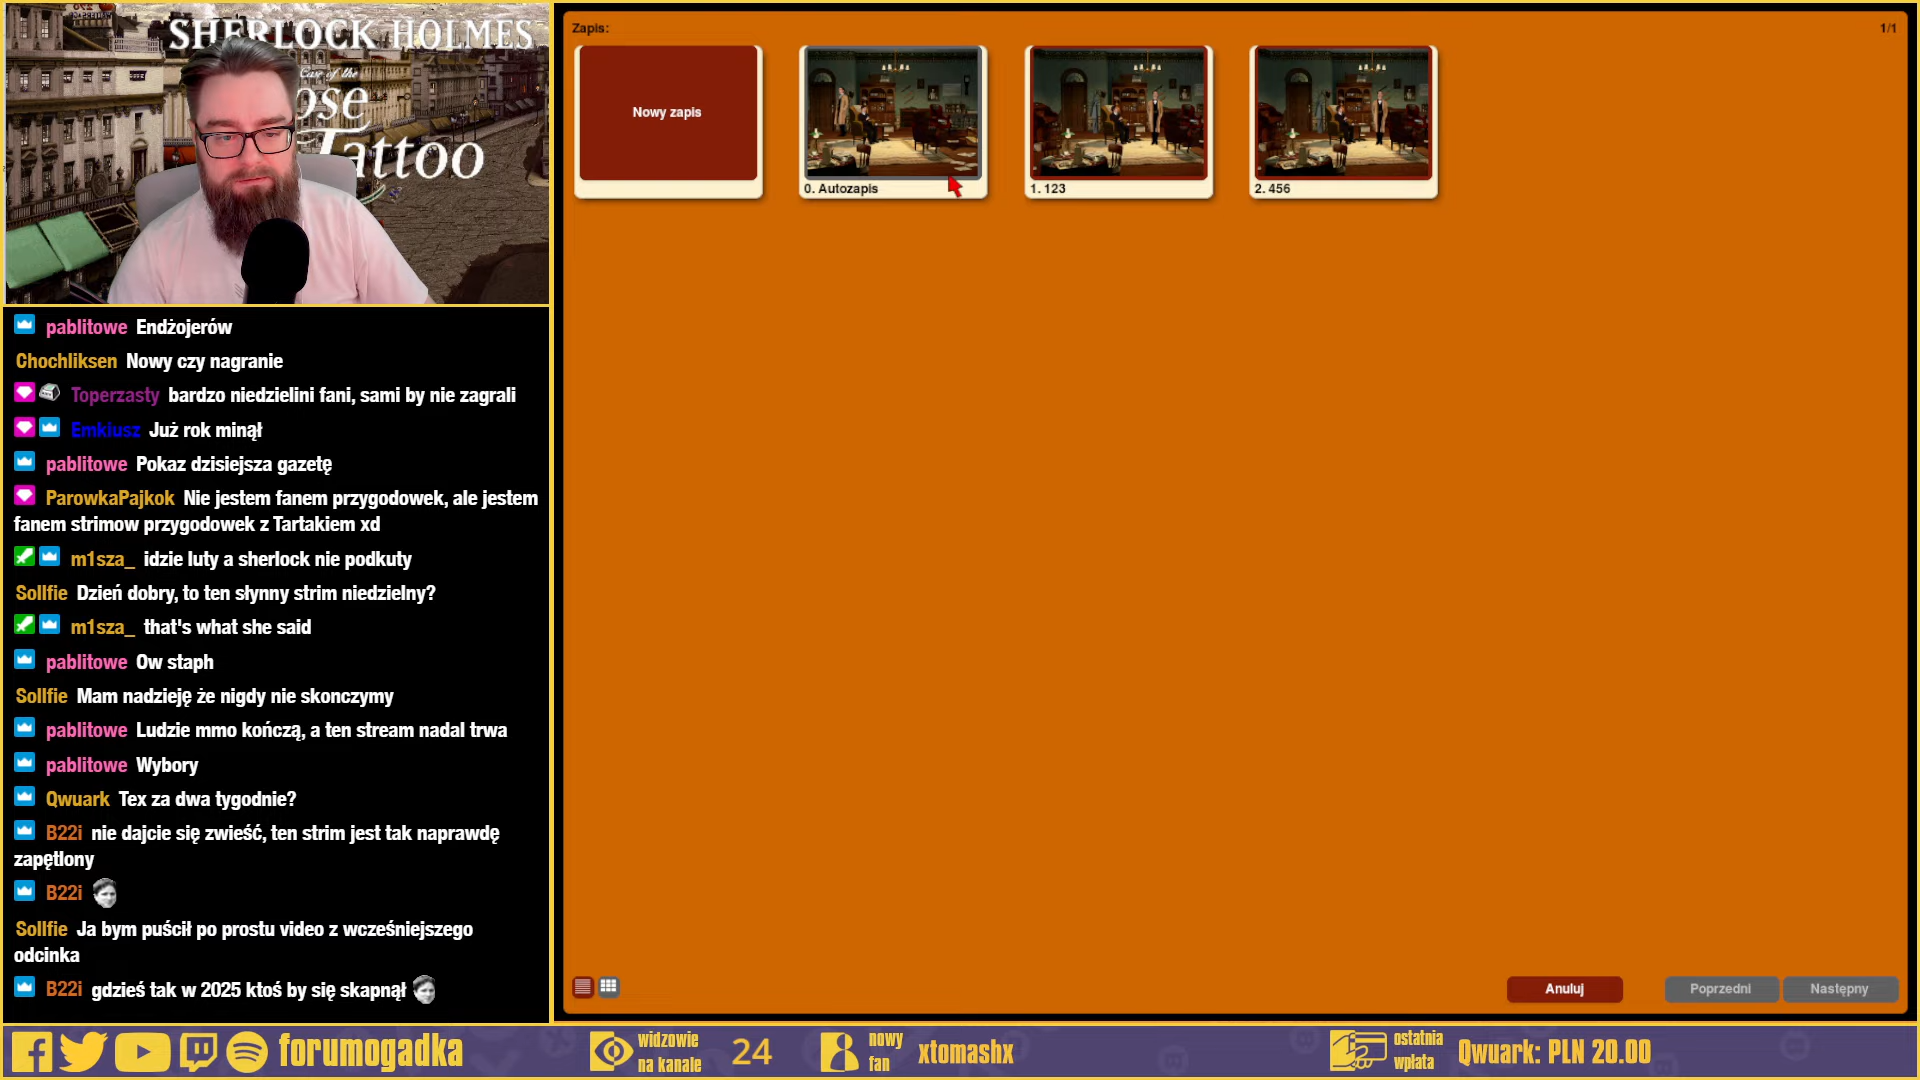 SHERLOCK HOLMES
Case of the
Tattoo
pablitowe Endżojerów
Chochliksen Nowy czy nagranie
Toperzasty bardzo niedzielini fani, sami by nie zagrali
Emkiusz Już rok minął
pablitowe Pokaz dzisiejsza gazetę
ParowkaPajkok Nie jestem fanem przygodowek, ale jestem
fanem strimow przygodowek z Tartakiem xd
m1sza_ idzie luty a sherlock nie podkuty
Sollfie Dzień dobry, to ten słynny strim niedzielny?
m1sza_ that's what she said
pablitowe Ow staph
Sollfie Mam nadzieję że nigdy nie skonczymy
pablitowe Ludzie mmo kończą, a ten stream nadal trwa
pablitowe Wybory
Qwuark Tex za dwa tygodnie?
B22i nie dajcie się zwieść, ten strim jest tak naprawdę
zapętlony
B22i
Sollfie Ja bym puścił po prostu video z wcześniejszego
odcinka
B22i gdzieś tak w 2025 ktoś by się skapnął
Zapis:
1/1
Nowy zapis
0. Autozapis
1. 123
2. 456
Anuluj
Poprzedni
Następny
forumogadka
widzowie
na kanale
24
nowy
fan
xtomashx
ostatnia
wpłata
Qwuark: PLN 20.00